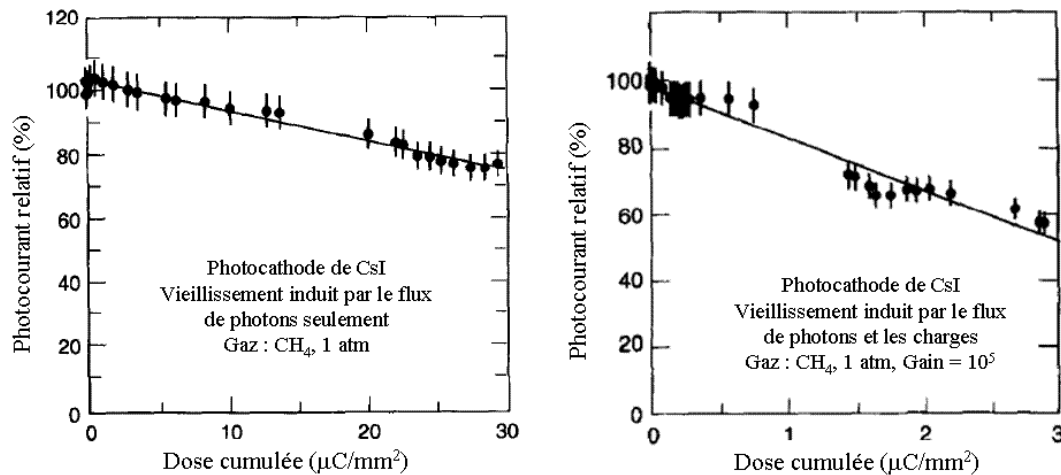 Photocourant relatif (%)
120
100
80
60
40
20
0
Photocathode de CsI
Vieillissement induit par le flux
de photons seulement
Gaz : CH₄, 1 atm
0 10 20 30
Dose cumulée (µC/mm²)
Photocourant relatif (%)
100
80
60
40
20
0
Photocathode de CsI
Vieillissement induit par le flux
de photons et les charges
Gaz : CH₄, 1 atm, Gain = 10⁵
0 1 2 3
Dose cumulée (µC/mm²)